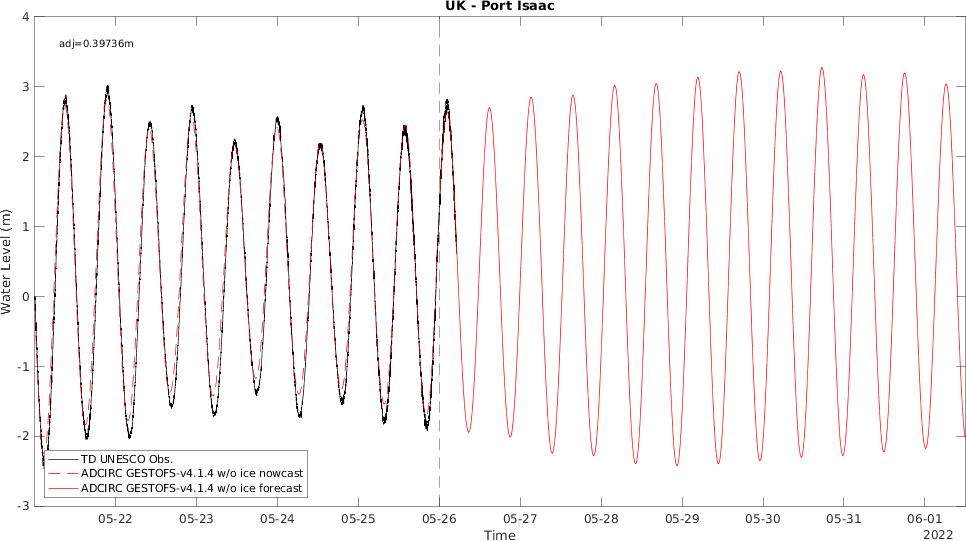 UK - Port Isaac
adj=0.39736m
Water Level (m)
4
3
2
1
0
-1
-2
-3
TD UNESCO Obs.
ADCIRC GESTOFS-v4.1.4 w/o ice nowcast
ADCIRC GESTOFS-v4.1.4 w/o ice forecast
05-22 05-23 05-24 05-25 05-26 05-27 05-28 05-29 05-30 05-31 06-01
Time
2022